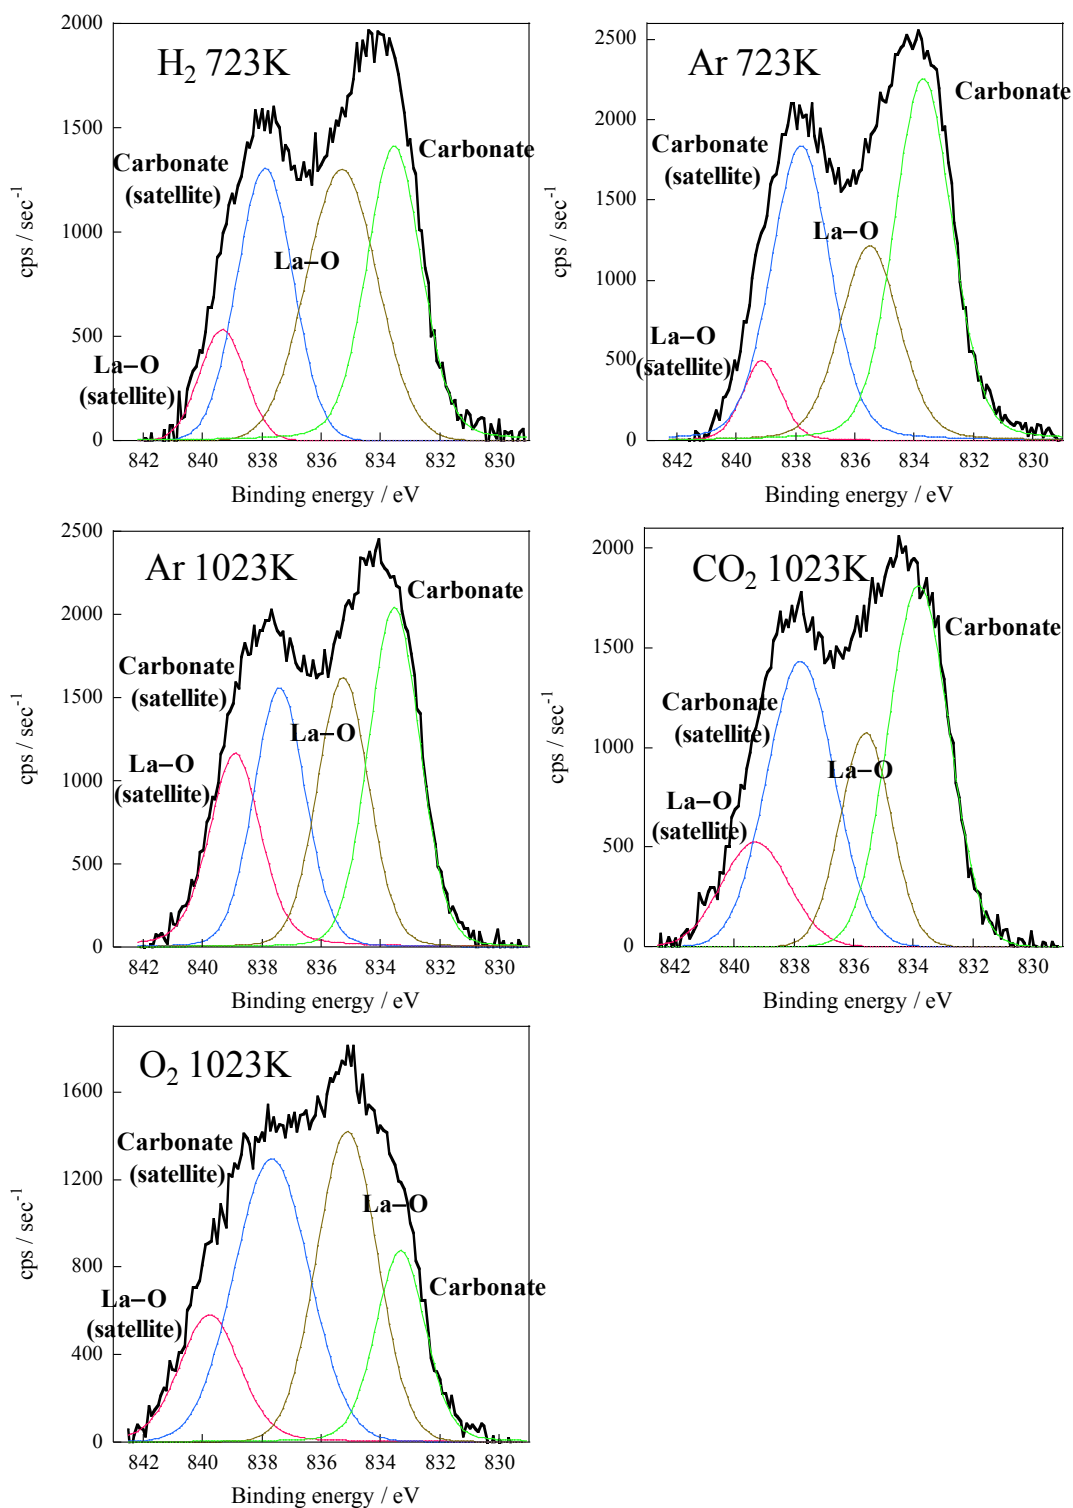 H2 723K
2000
1500
1000
500
0
cps / sec-1
Carbonate
(satellite)
La−O
Carbonate
La−O
(satellite)
842 840 838 836 834 832 830
Binding energy / eV
Ar 723K
2500
2000
1500
1000
500
0
cps / sec-1
Carbonate
Carbonate
(satellite)
La−O
La−O
(satellite)
842 840 838 836 834 832 830
Binding energy / eV
Ar 1023K
2500
2000
1500
1000
500
0
cps / sec-1
Carbonate
Carbonate
(satellite)
La−O
La−O
(satellite)
842 840 838 836 834 832 830
Binding energy / eV
CO2 1023K
2000
1500
1000
500
0
cps / sec-1
Carbonate
Carbonate
(satellite)
La−O
La−O
(satellite)
842 840 838 836 834 832 830
Binding energy / eV
O2 1023K
1600
1200
800
400
0
cps / sec-1
Carbonate
(satellite)
La−O
Carbonate
La−O
(satellite)
842 840 838 836 834 832 830
Binding energy / eV